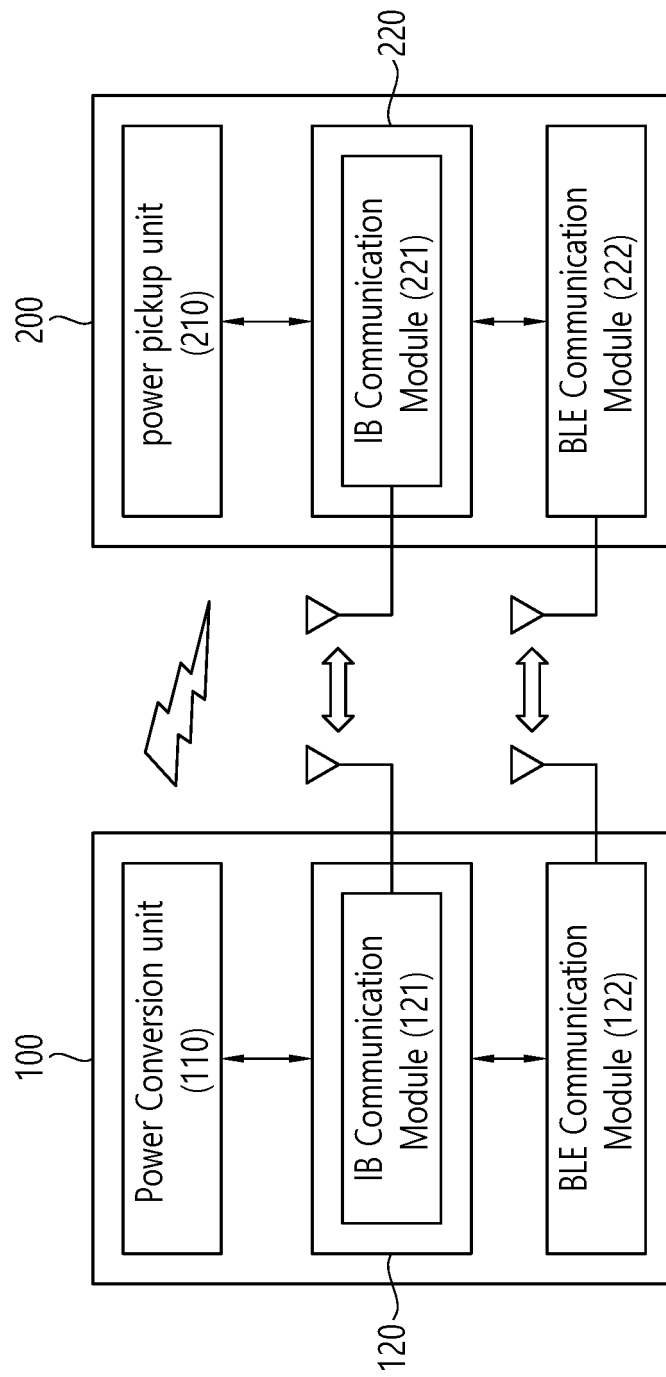 100
Power Conversion unit
(110)
IB Communication
Module (121)
120
BLE Communication
Module (122)
200
power pickup unit
(210)
IB Communication
Module (221)
220
BLE Communication
Module (222)